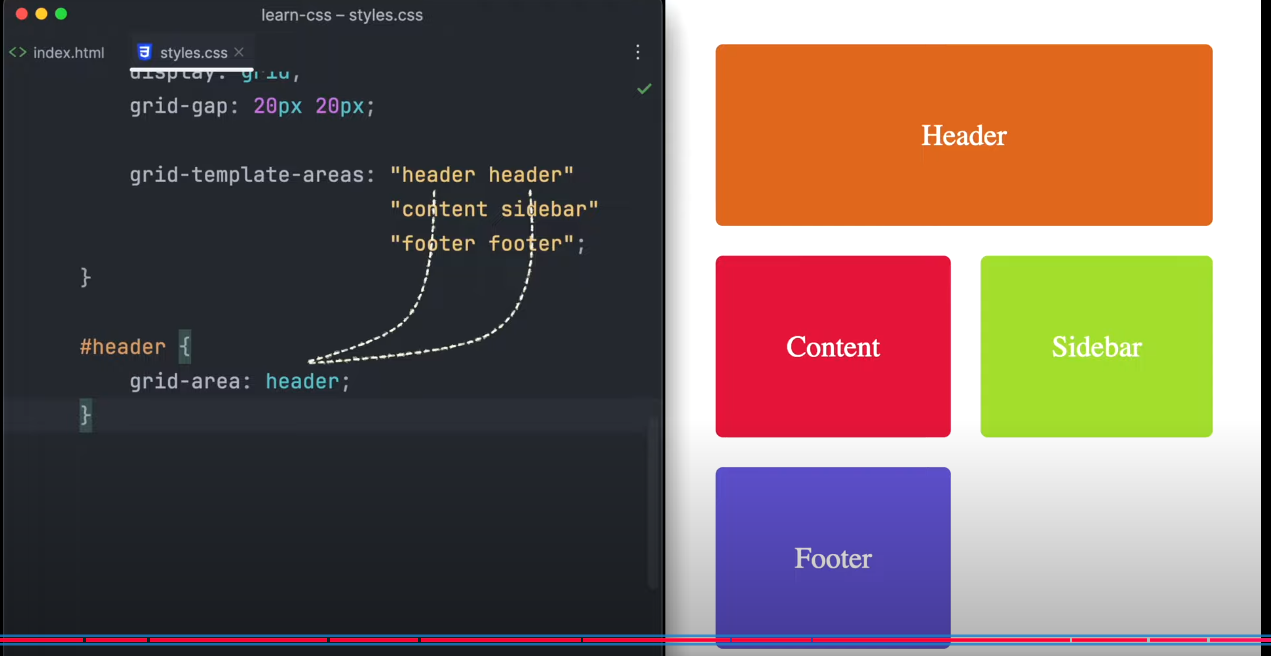 learn-css – styles.css
index.html
styles.css
display: grid;
grid-gap: 20px 20px;
grid-template-areas: "header header"
"content sidebar"
"footer footer";
}
#header {
grid-area: header;
}
Header
Content
Sidebar
Footer